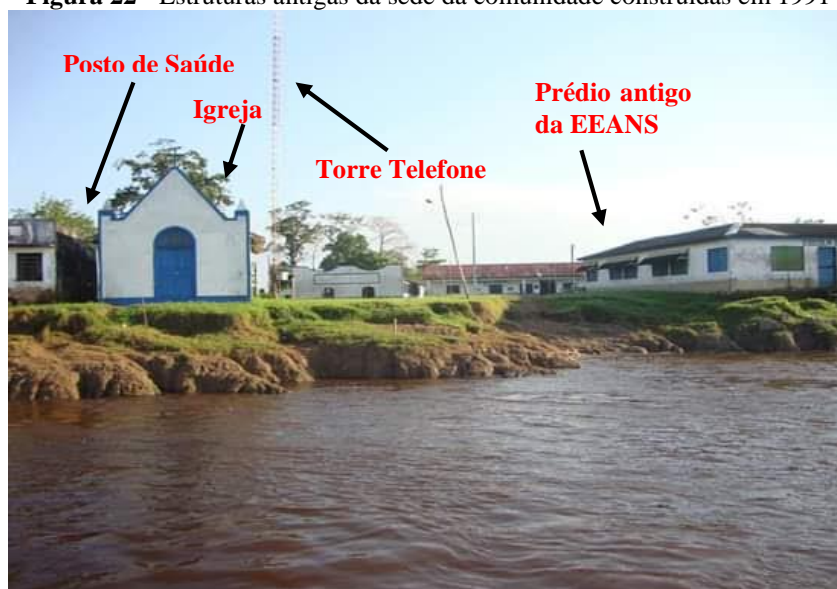 Figura 22 - Estruturas antigas da sede da comunidade construídas em 1991
Posto de Saúde
Igreja
Prédio antigo
da EEANS
Torre Telefone